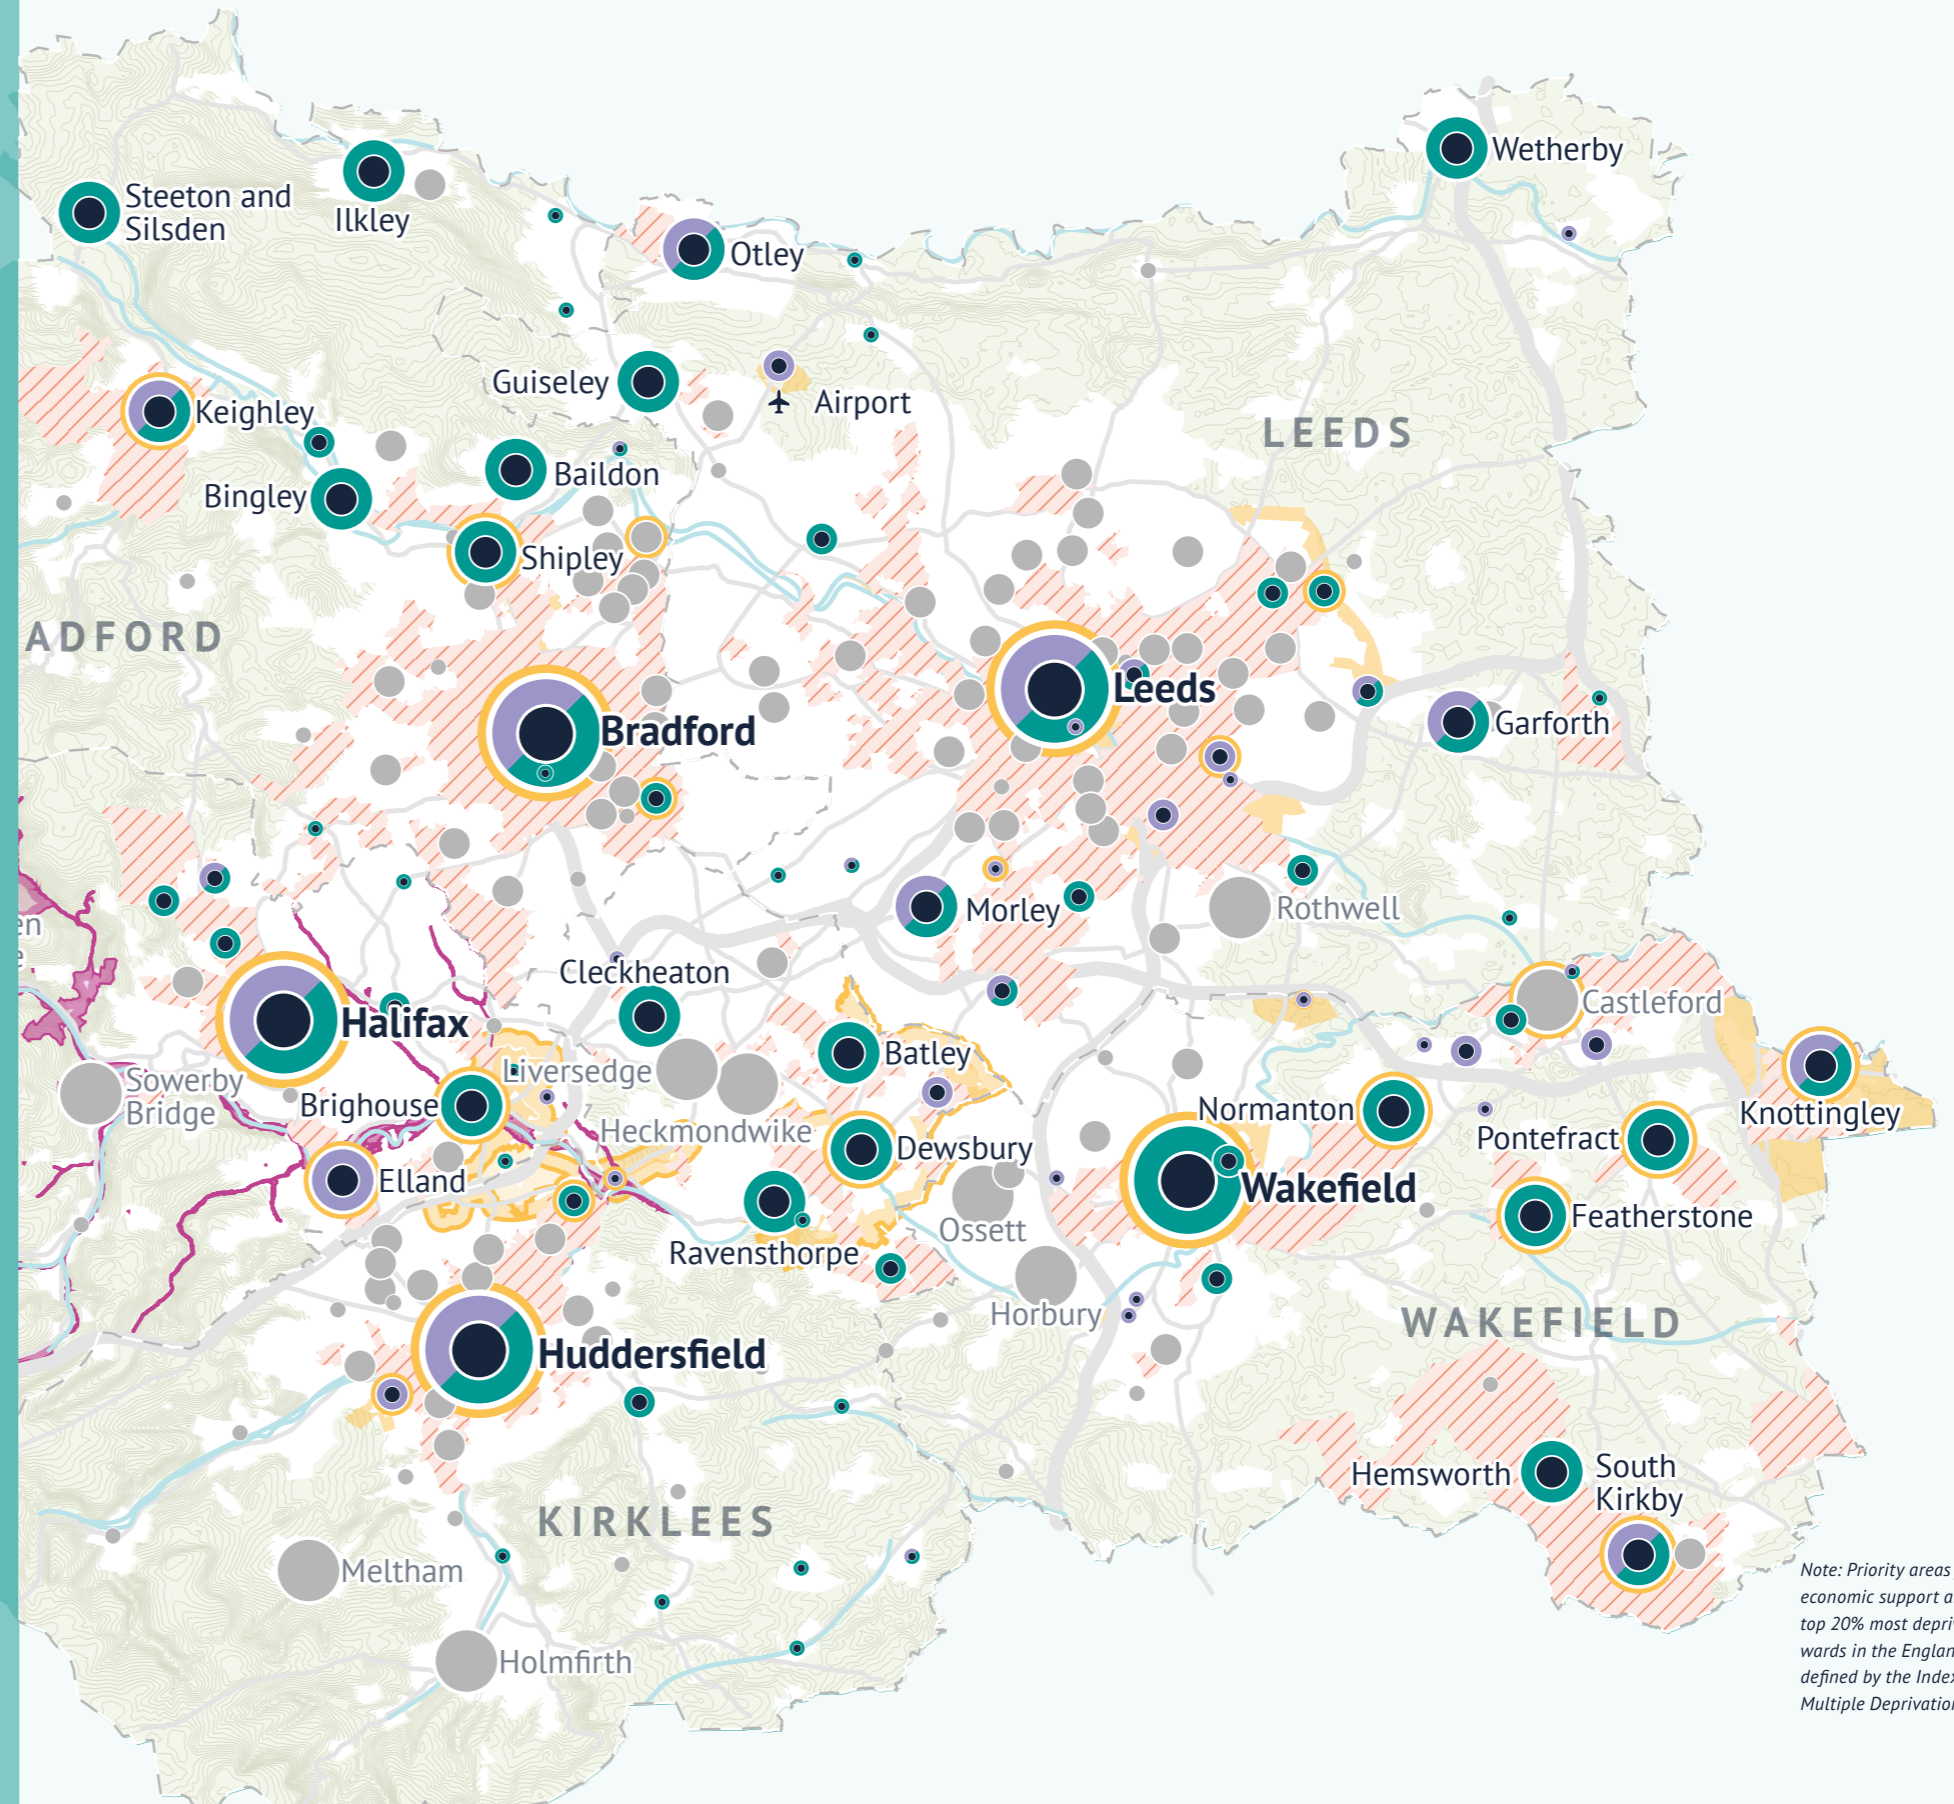 Wetherby
Steeton and
Silsden
Ilkley
Otley
Guiseley
Airport
Keighley
LEEDS
Baildon
Bingley
Shipley
ADFORD
Leeds
Bradford
Garforth
Morley
Rothwell
en
e
Cleckheaton
Castleford
Halifax
Batley
Liversedge
Sowerby
Bridge
Brighouse
Normanton
Knottingley
Heckmondwike
Pontefract
Dewsbury
Elland
Wakefield
Featherstone
Ossett
Ravensthorpe
Horbury
WAKEFIELD
Huddersfield
Hemsworth
South
Kirkby
KIRKLEES
Meltham
Holmfirth
Note: Priority areas
economic support a
top 20% most depri
wards in the Englan
defined by the Index
Multiple Deprivation